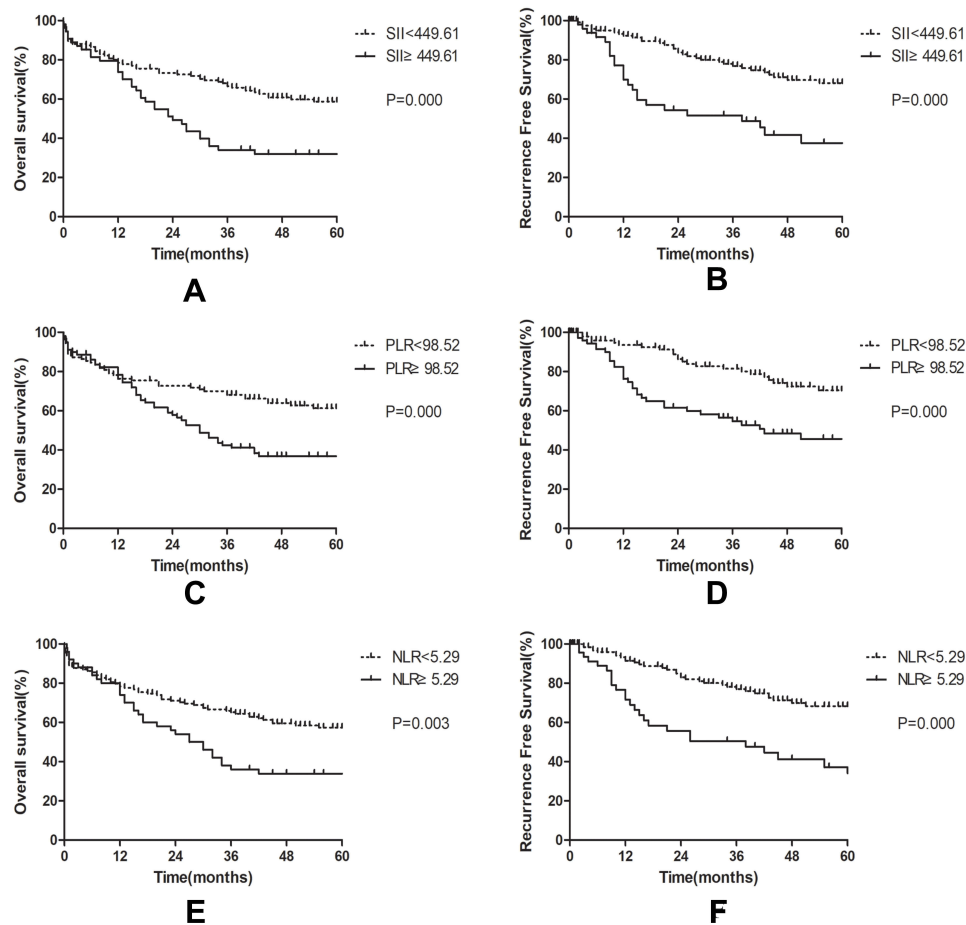 SII<449.61
SII≥ 449.61
P=0.000
Overall survival(%)
100
80
60
40
20
0
0 12 24 36 48 60
Time(months)
A
SII<449.61
SII≥ 449.61
P=0.000
Recurrence Free Survival(%)
100
80
60
40
20
0
0 12 24 36 48 60
Time(months)
B
PLR<98.52
PLR≥ 98.52
P=0.000
Overall survival(%)
100
80
60
40
20
0
0 12 24 36 48 60
Time(months)
C
PLR<98.52
PLR≥ 98.52
P=0.000
Recurrence Free Survival(%)
100
80
60
40
20
0
0 12 24 36 48 60
Time(months)
D
NLR<5.29
NLR≥ 5.29
P=0.003
Overall survival(%)
100
80
60
40
20
0
0 12 24 36 48 60
Time(months)
E
NLR<5.29
NLR≥ 5.29
P=0.000
Recurrence Free Survival(%)
100
80
60
40
20
0
0 12 24 36 48 60
Time(months)
F